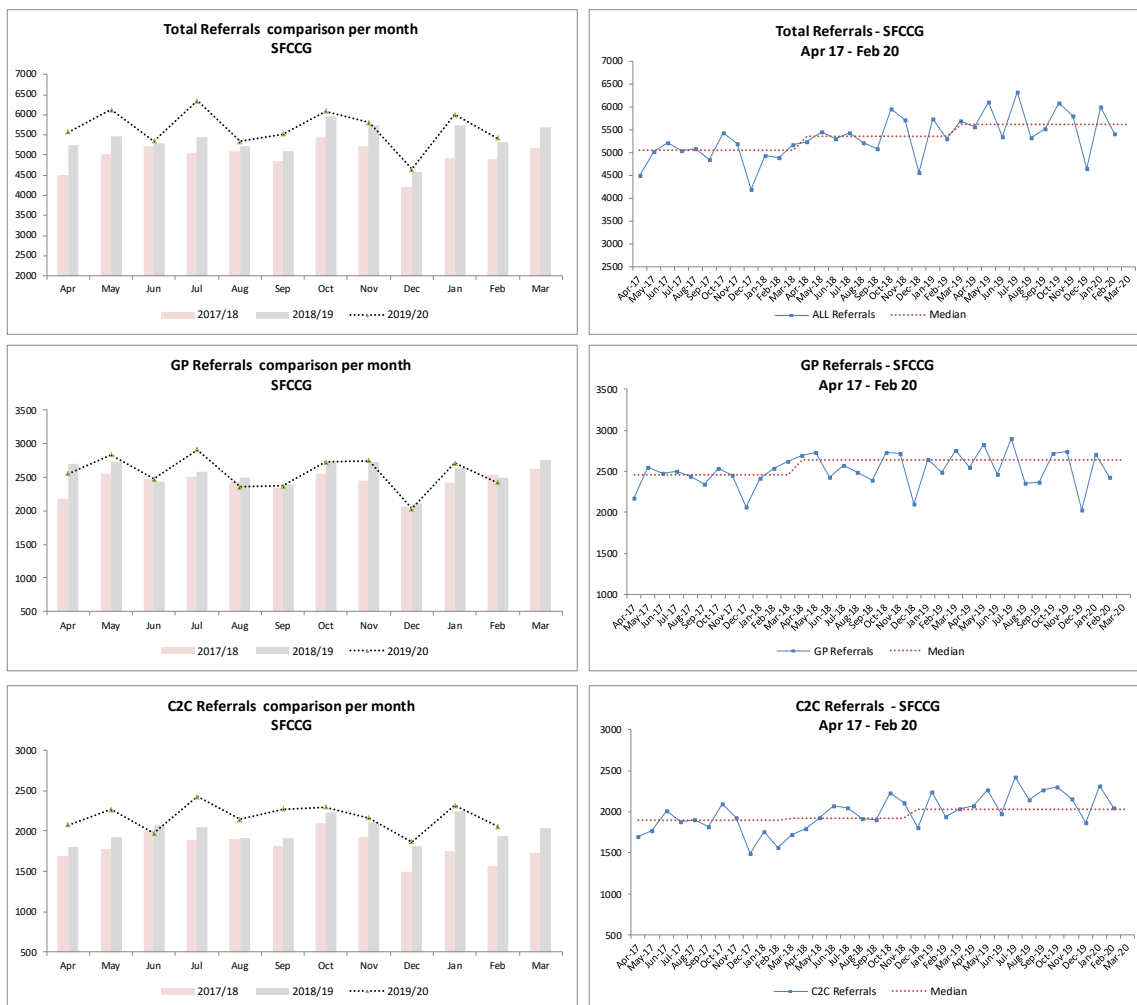 Total Referrals comparison per month
SFCCG
7000
6500
6000
5500
5000
4500
4000
3500
3000
2500
2000
Apr May Jun Jul Aug Sep Oct Nov Dec Jan Feb Mar
2017/18 2018/19 2019/20
Total Referrals - SFCCG
Apr 17 - Feb 20
7000
6500
6000
5500
5000
4500
4000
3500
3000
2500
Apr-17 May-17 Jun-17 Jul-17 Aug-17 Sep-17 Oct-17 Nov-17 Dec-17 Jan-18 Feb-18 Mar-18 Apr-18 May-18 Jun-18 Jul-18 Aug-18 Sep-18 Oct-18 Nov-18 Dec-18 Jan-19 Feb-19 Mar-19 Apr-19 May-19 Jun-19 Jul-19 Aug-19 Sep-19 Oct-19 Nov-19 Dec-19 Jan-20 Feb-20 Mar-20
ALL Referrals Median
GP Referrals comparison per month
SFCCG
3500
3000
2500
2000
1500
1000
500
Apr May Jun Jul Aug Sep Oct Nov Dec Jan Feb Mar
2017/18 2018/19 2019/20
GP Referrals - SFCCG
Apr 17 - Feb 20
3500
3000
2500
2000
1500
1000
Apr-17 May-17 Jun-17 Jul-17 Aug-17 Sep-17 Oct-17 Nov-17 Dec-17 Jan-18 Feb-18 Mar-18 Apr-18 May-18 Jun-18 Jul-18 Aug-18 Sep-18 Oct-18 Nov-18 Dec-18 Jan-19 Feb-19 Mar-19 Apr-19 May-19 Jun-19 Jul-19 Aug-19 Sep-19 Oct-19 Nov-19 Dec-19 Jan-20 Feb-20 Mar-20
GP Referrals Median
C2C Referrals comparison per month
SFCCG
3000
2500
2000
1500
1000
500
Apr May Jun Jul Aug Sep Oct Nov Dec Jan Feb Mar
2017/18 2018/19 2019/20
C2C Referrals - SFCCG
Apr 17 - Feb 20
3000
2500
2000
1500
1000
500
Apr-17 May-17 Jun-17 Jul-17 Aug-17 Sep-17 Oct-17 Nov-17 Dec-17 Jan-18 Feb-18 Mar-18 Apr-18 May-18 Jun-18 Jul-18 Aug-18 Sep-18 Oct-18 Nov-18 Dec-18 Jan-19 Feb-19 Mar-19 Apr-19 May-19 Jun-19 Jul-19 Aug-19 Sep-19 Oct-19 Nov-19 Dec-19 Jan-20 Feb-20 Mar-20
C2C Referrals Median